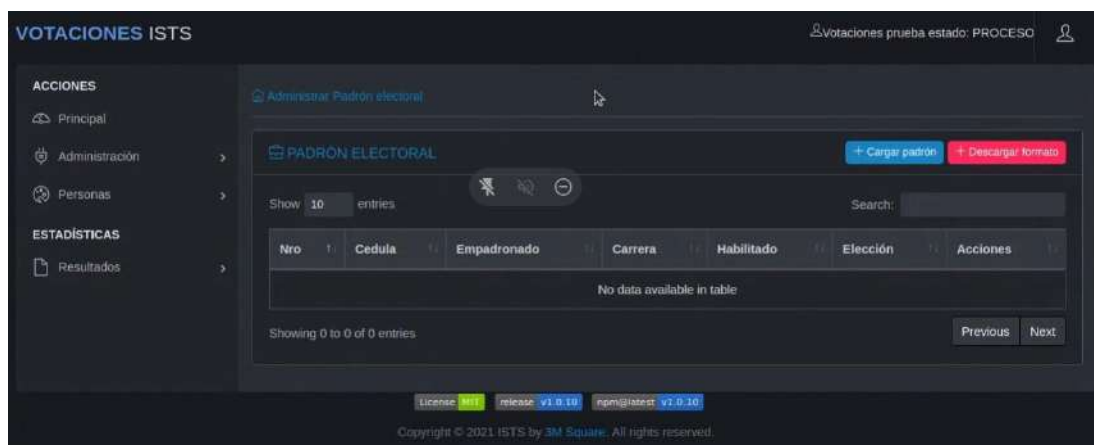 VOTACIONES ISTS
Votaciones prueba estado: PROCESO
ACCIONES
Principal
Administración
Personas
ESTADÍSTICAS
Resultados
Administrar Padrón electoral
PADRÓN ELECTORAL
+ Cargar padrón
+ Descargar formato
Show 10 entries
Search:
Nro Cedula Empadronado Carrera Habilitado Elección Acciones
No data available in table
Showing 0 to 0 of 0 entries
Previous Next
License MIT release v1.0.10 npm@latest v1.0.10
Copyright © 2021 ISTS by 3M Square. All rights reserved.